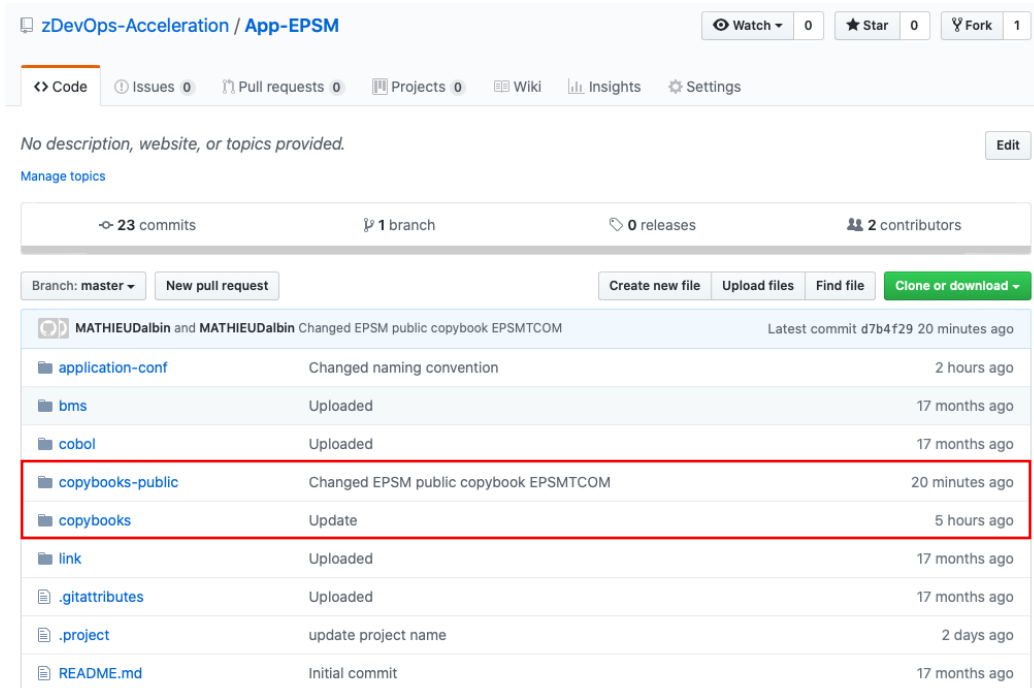 zDevOps-Acceleration / App-EPSM
Watch 0 Star 0 Fork 1
Code Issues 0 Pull requests 0 Projects 0 Wiki Insights Settings
No description, website, or topics provided. Edit
Manage topics
23 commits 1 branch 0 releases 2 contributors
Branch: master New pull request Create new file Upload files Find file Clone or download
MATHIEUDalbin and MATHIEUDalbin Changed EPSM public copybook EPSMTCOM Latest commit d7b4f29 20 minutes ago
application-conf Changed naming convention 2 hours ago
bms Uploaded 17 months ago
cobol Uploaded 17 months ago
copybooks-public Changed EPSM public copybook EPSMTCOM 20 minutes ago
copybooks Update 5 hours ago
link Uploaded 17 months ago
.gitattributes Uploaded 17 months ago
.project update project name 2 days ago
README.md Initial commit 17 months ago